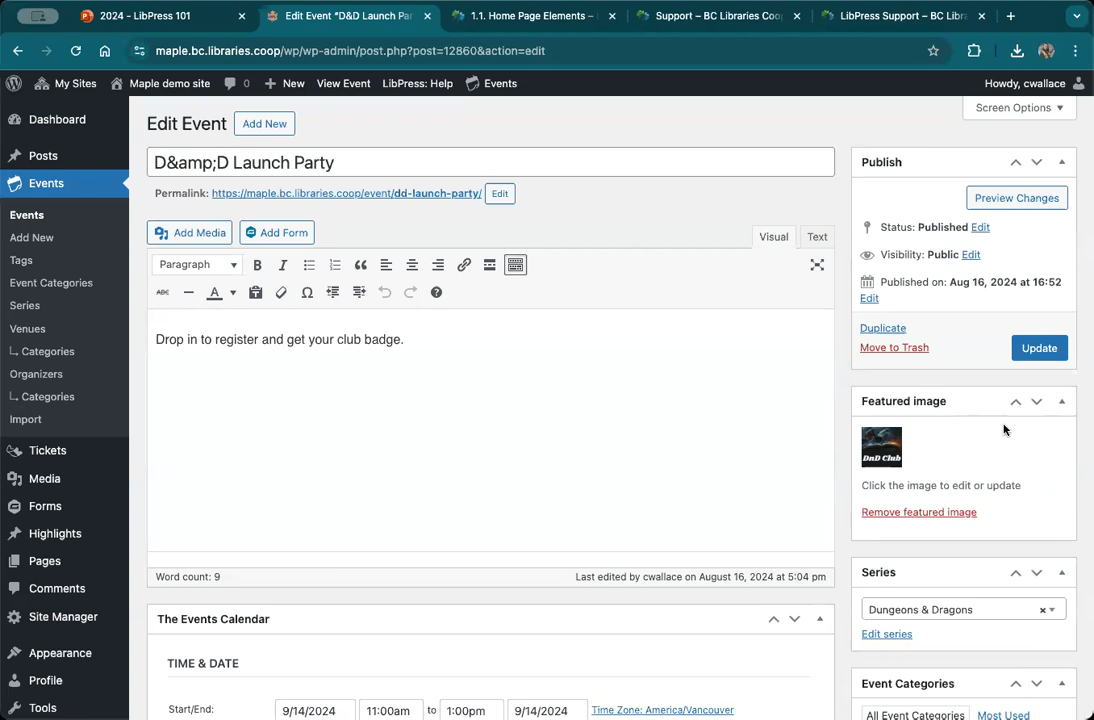 2024 - LibPress 101
Edit Event "D&D Launch Par
1.1. Home Page Elements –
Support – BC Libraries Coo
LibPress Support – BC Libra
maple.bc.libraries.coop/wp/wp-admin/post.php?post=12860&action=edit
My Sites
Maple demo site
0
New
View Event
LibPress: Help
Events
Howdy, cwallace
Screen Options
Dashboard
Posts
Events
Events
Add New
Tags
Event Categories
Series
Venues
Categories
Organizers
Categories
Import
Tickets
Media
Forms
Highlights
Pages
Comments
Site Manager
Appearance
Profile
Tools
Edit Event
Add New
D&amp;D Launch Party
Permalink: https://maple.bc.libraries.coop/event/dd-launch-party/ Edit
Add Media
Add Form
Visual
Text
Paragraph
Drop in to register and get your club badge.
Word count: 9
Last edited by cwallace on August 16, 2024 at 5:04 pm
The Events Calendar
TIME & DATE
Start/End: 9/14/2024 11:00am to 1:00pm 9/14/2024 Time Zone: America/Vancouver
Publish
Preview Changes
Status: Published Edit
Visibility: Public Edit
Published on: Aug 16, 2024 at 16:52
Edit
Duplicate
Move to Trash
Update
Featured image
DnD Club
Click the image to edit or update
Remove featured image
Series
Dungeons & Dragons
Edit series
Event Categories
All Event Categories
Most Used